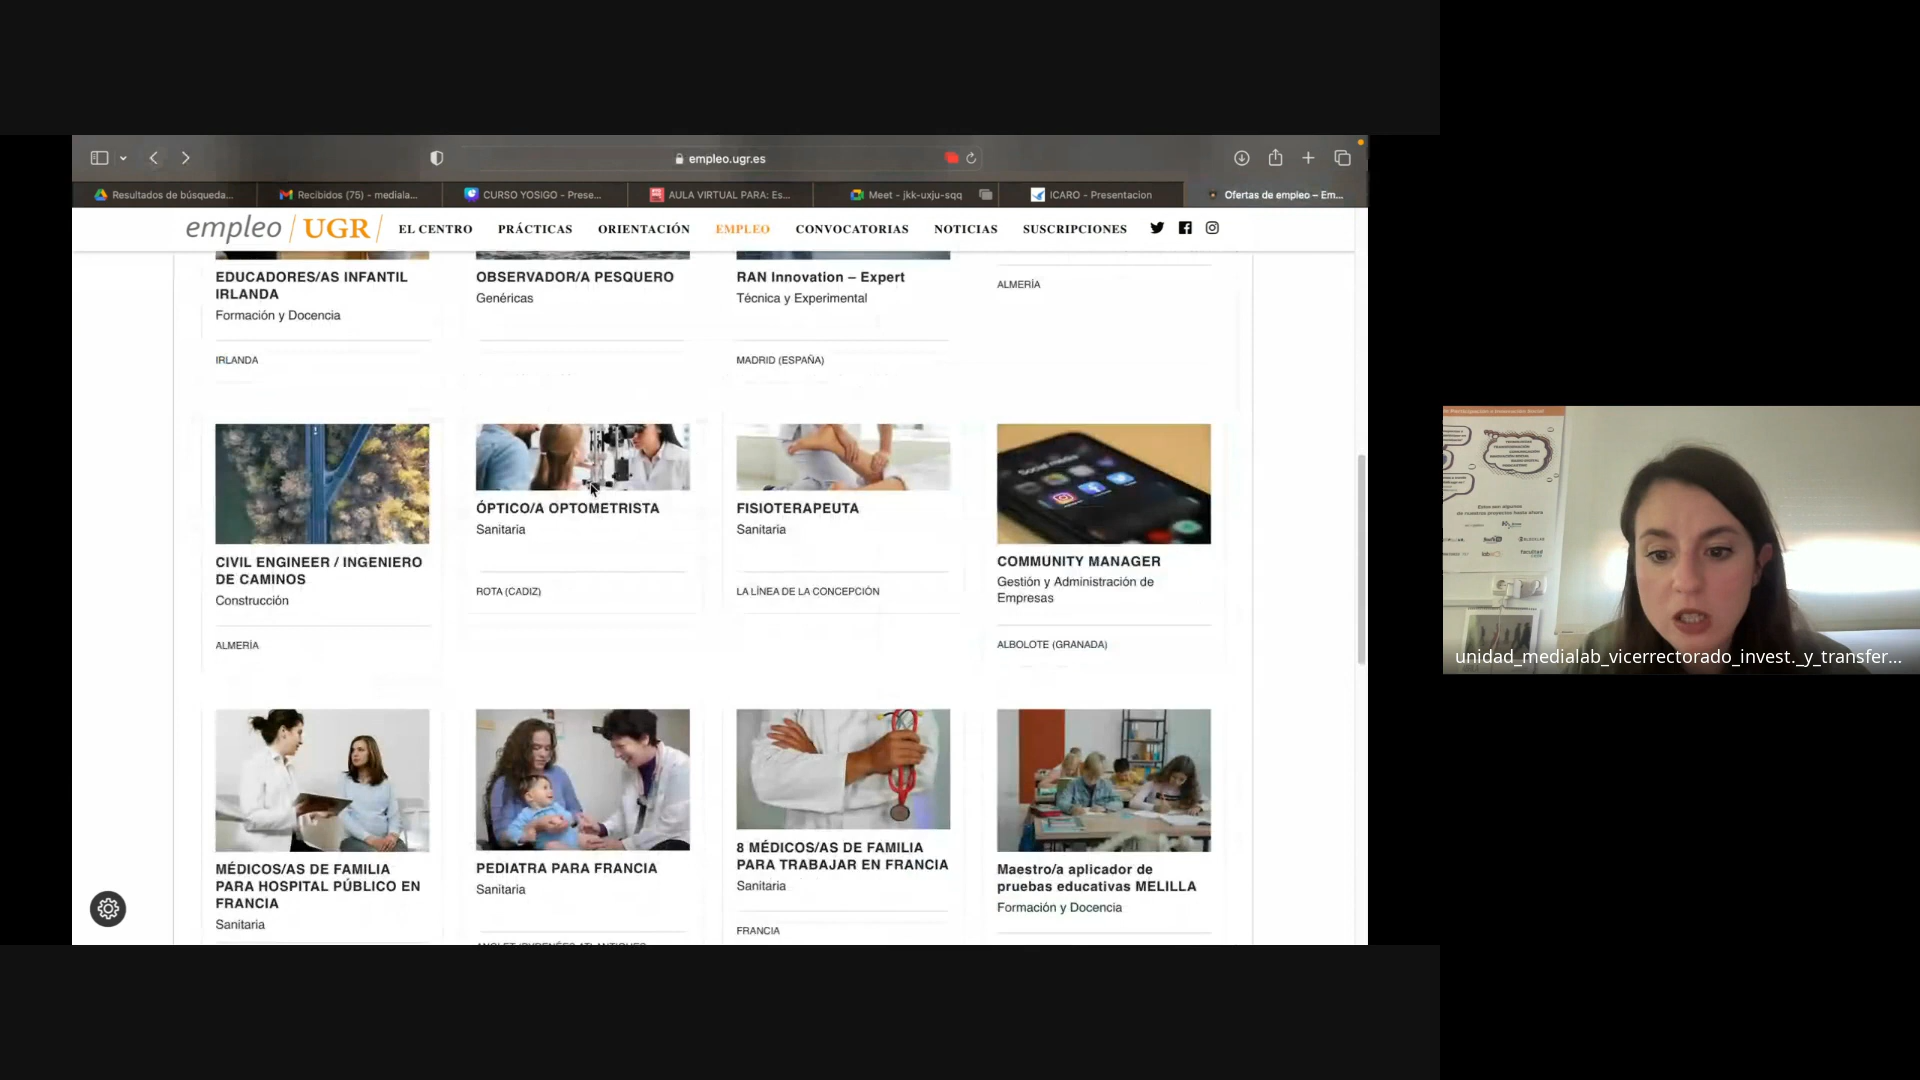 empleo.ugr.es
Resultados de búsqueda...
Recibidos (75) - mediala...
CURSO YOSIGO - Prese...
AULA VIRTUAL PARA: Es...
Meet - jkk-uxju-sqq
ICARO - Presentacion
Ofertas de empleo – Em...
empleo / UGR /
EL CENTRO
PRÁCTICAS
ORIENTACIÓN
EMPLEO
CONVOCATORIAS
NOTICIAS
SUSCRIPCIONES
EDUCADORES/AS INFANTIL
IRLANDA
Formación y Docencia
IRLANDA
OBSERVADOR/A PESQUERO
Genéricas
RAN Innovation – Expert
Técnica y Experimental
MADRID (ESPAÑA)
ALMERÍA
CIVIL ENGINEER / INGENIERO
DE CAMINOS
Construcción
ALMERÍA
ÓPTICO/A OPTOMETRISTA
Sanitaria
ROTA (CADIZ)
FISIOTERAPEUTA
Sanitaria
LA LÍNEA DE LA CONCEPCIÓN
COMMUNITY MANAGER
Gestión y Administración de
Empresas
ALBOLOTE (GRANADA)
MÉDICOS/AS DE FAMILIA
PARA HOSPITAL PÚBLICO EN
FRANCIA
Sanitaria
PEDIATRA PARA FRANCIA
Sanitaria
8 MÉDICOS/AS DE FAMILIA
PARA TRABAJAR EN FRANCIA
Sanitaria
FRANCIA
Maestro/a aplicador de
pruebas educativas MELILLA
Formación y Docencia
unidad_medialab_vicerrectorado_invest._y_transfer...